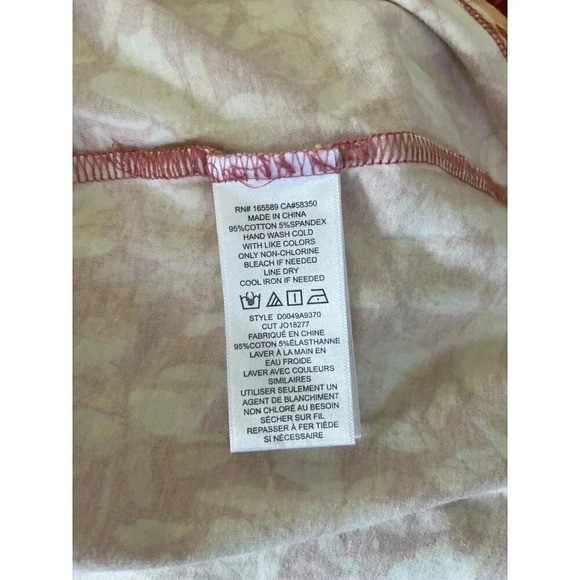 RN# 165589 CA#58350
MADE IN CHINA
95%COTTON 5%SPANDEX
HAND WASH COLD
WITH LIKE COLORS
ONLY NON-CHLORINE
BLEACH IF NEEDED
LINE DRY
COOL IRON IF NEEDED
STYLE D0049A9370
CUT JO18277
FABRIQUÉ EN CHINE
95%COTON 5%ÉLASTHANNE
LAVER À LA MAIN EN
EAU FROIDE
LAVER AVEC COULEURS
SIMILAIRES
UTILISER SEULEMENT UN
AGENT DE BLANCHIMENT
NON CHLORÉ AU BESOIN
SÉCHER SUR FIL
REPASSER À FER TIÈDE
SI NÉCESSAIRE